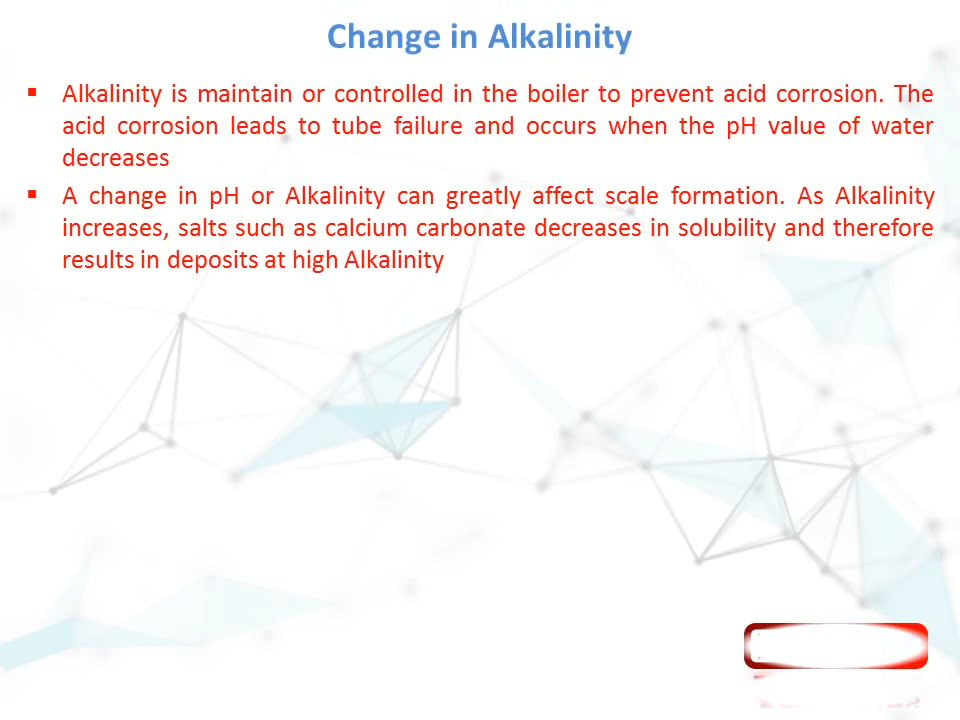 Change in Alkalinity
▪ Alkalinity is maintain or controlled in the boiler to prevent acid corrosion. The
acid corrosion leads to tube failure and occurs when the pH value of water
decreases
▪ A change in pH or Alkalinity can greatly affect scale formation. As Alkalinity
increases, salts such as calcium carbonate decreases in solubility and therefore
results in deposits at high Alkalinity